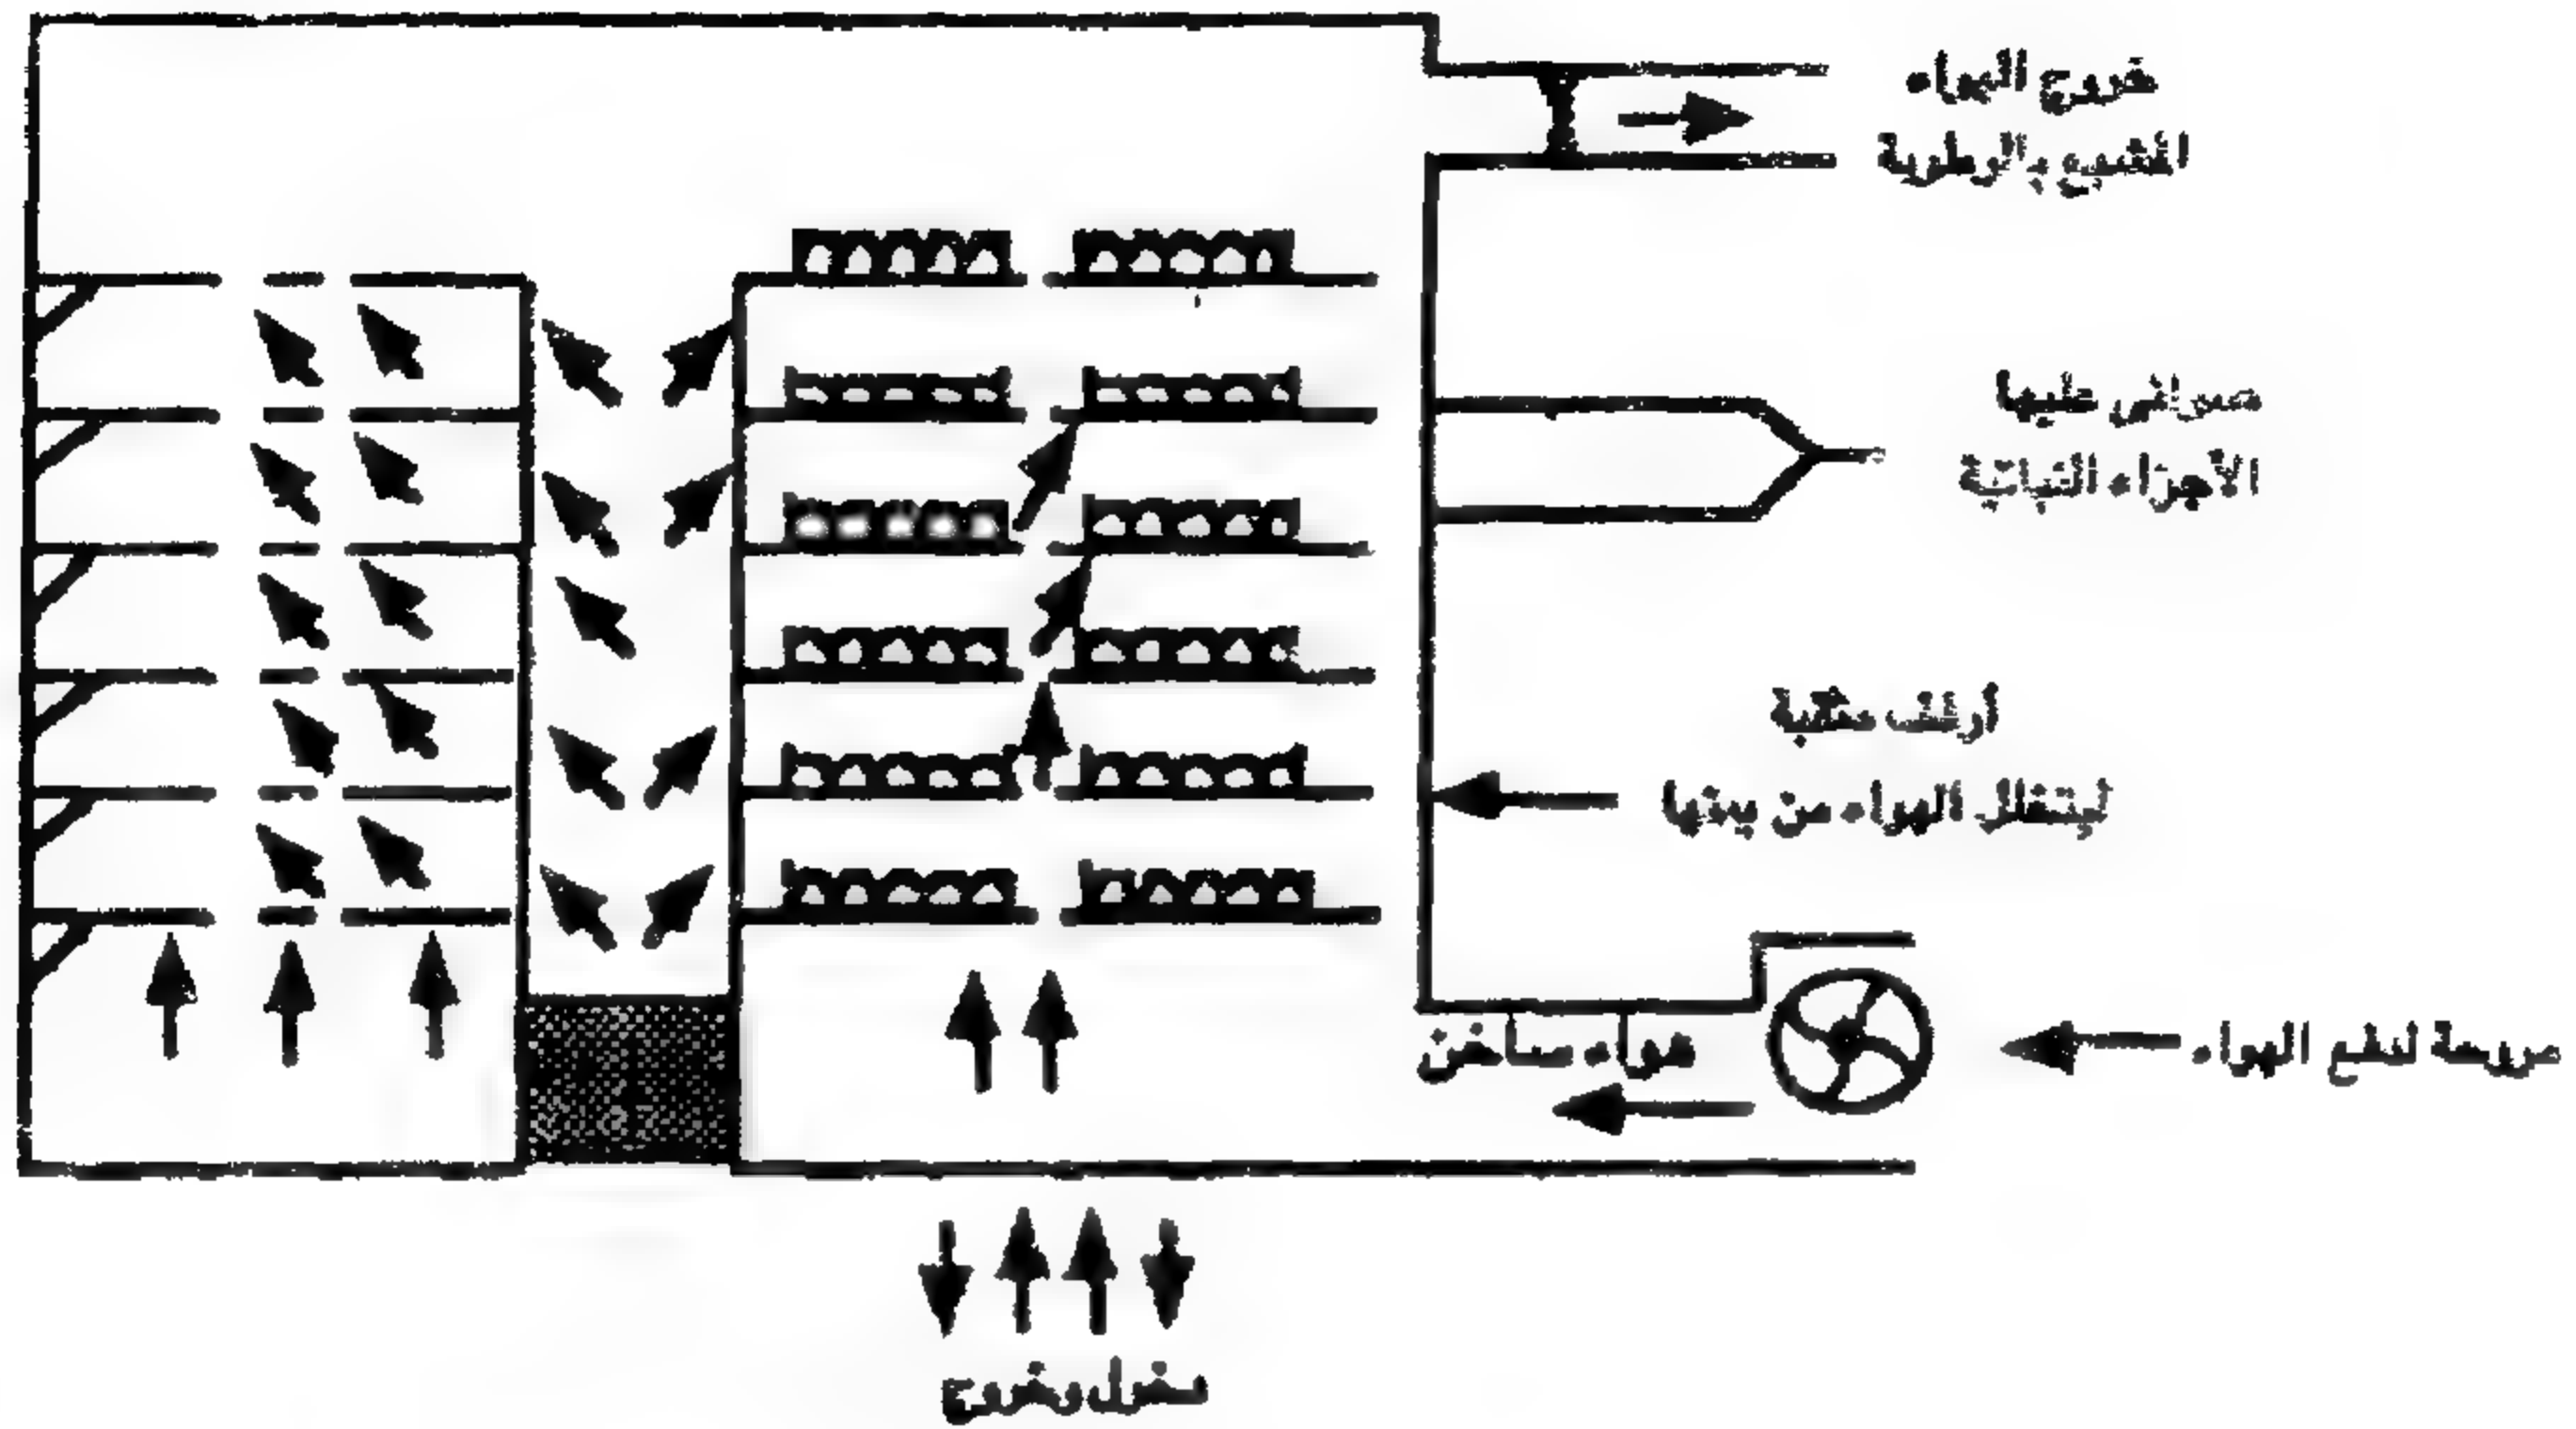 خروج الهواء
المشبع بالرطوبة
صوانى عليها
الأجزاء النباتية
أرفف مثقبة
ليتخلل الهواء من بينها
هواء ساخن
مروحة لدفع الهواء
دخول وخروج